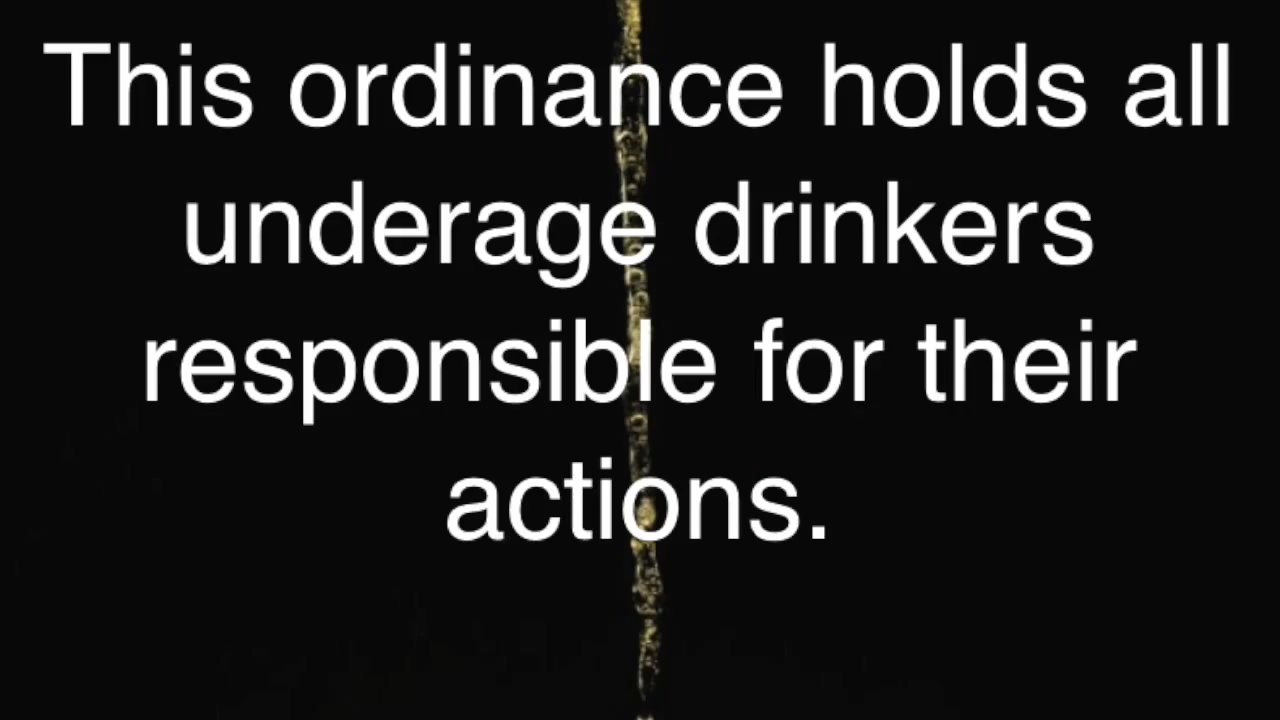 This ordinance holds all
underage drinkers
responsible for their
actions.